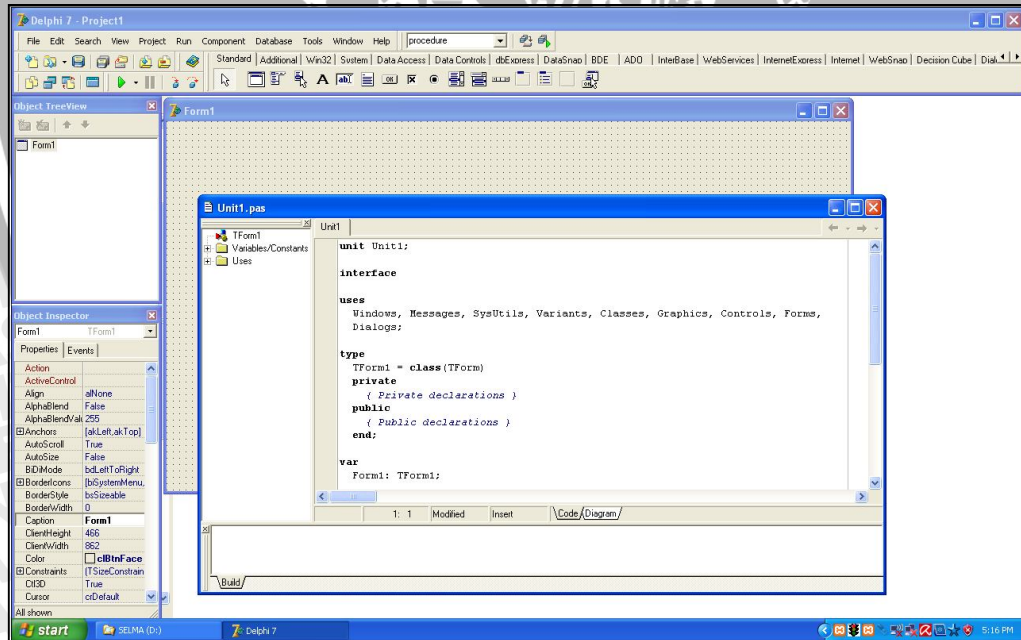 Delphi 7 - Project1
File Edit Search View Project Run Component Database Tools Window Help procedure
Standard Additional Win32 System Data Access Data Controls dbExpress DataSnap BDE ADO InterBase WebServices InternetExpress Internet WebSnap Decision Cube
Object TreeView
Form1
Form1
Unit1.pas
TForm1
Variables/Constants
Uses
Unit1
unit Unit1;
interface
uses
Windows, Messages, SysUtils, Variants, Classes, Graphics, Controls, Forms,
Dialogs;
type
TForm1 = class(TForm)
private
{ Private declarations }
public
{ Public declarations }
end;
var
Form1: TForm1;
1: 1 Modified Insert Code Diagram
Build
Object Inspector
Form1 TForm1
Properties Events
Action
ActiveControl
Align alNone
AlphaBlend False
AlphaBlendValu 255
Anchors [akLeft,akTop]
AutoScroll True
AutoSize False
BiDiMode bdLeftToRight
BorderIcons [biSystemMenu,
BorderStyle bsSizeable
BorderWidth 0
Caption Form1
ClientHeight 466
ClientWidth 862
Color clBtnFace
Constraints (TSizeConstrain
Ctl3D True
Cursor crDefault
All shown
start SELMA (D:) Delphi 7 5:16 PM